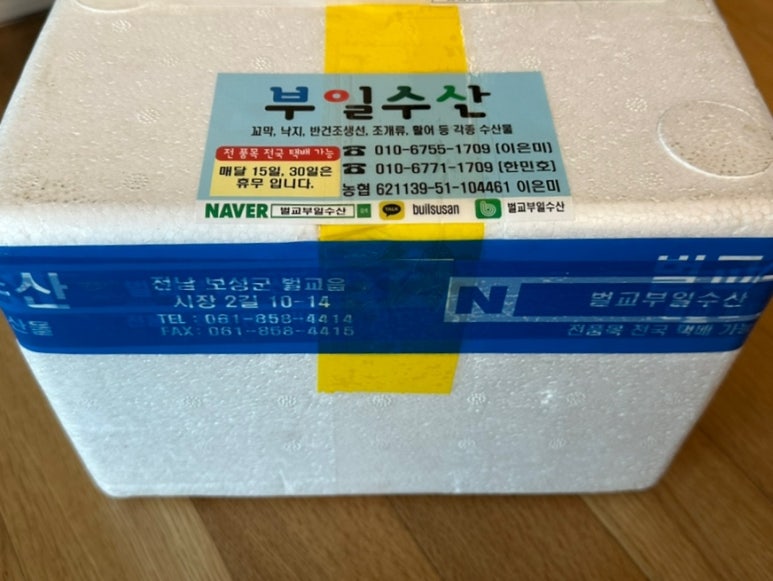 부일수산
꼬막, 낙지, 반건조생선, 조개류, 활어 등 각종 수산물
전 품목 전국 택배 가능
매달 15일, 30일은
휴무 입니다.
☎ 010-6755-1709 (이은미)
☎ 010-6771-1709 (한민호)
농협 621139-51-104461 이은미
NAVER 벌교부일수산 TALK builsusan b 벌교부일수산
수산
전남 보성군 벌교읍
시장 2길 10-14
TEL : 061-858-4414
FAX : 061-858-4415
벌교
N 벌교부일수산
전품목 전국 택배 가능